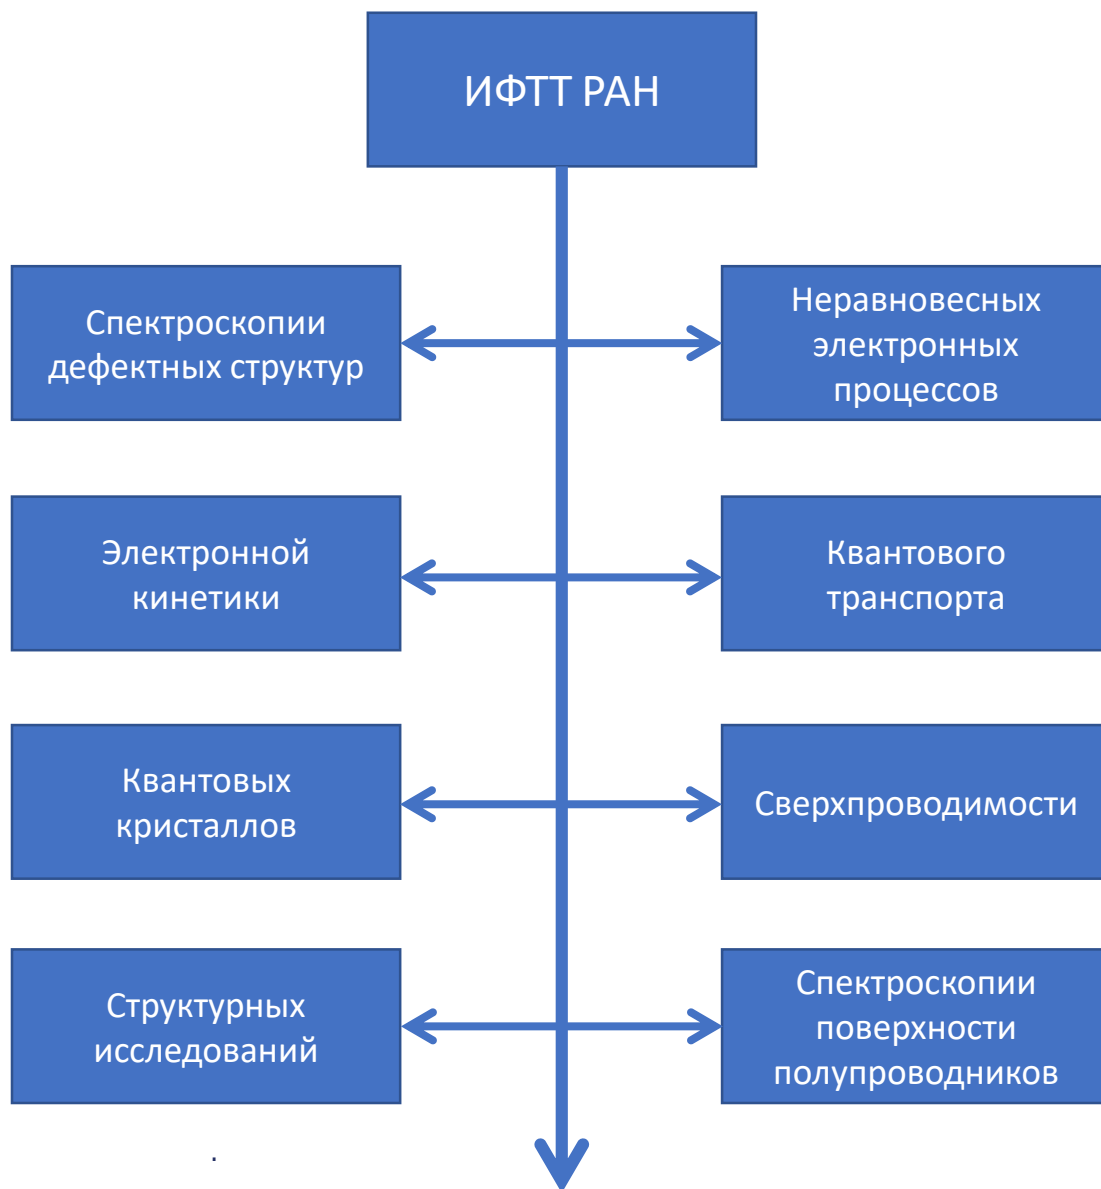 ИФТТ РАН
Спектроскопии
дефектных структур
Неравновесных
электронных
процессов
Электронной
кинетики
Квантового
транспорта
Квантовых
кристаллов
Сверхпроводимости
Структурных
исследований
Спектроскопии
поверхности
полупроводников
.